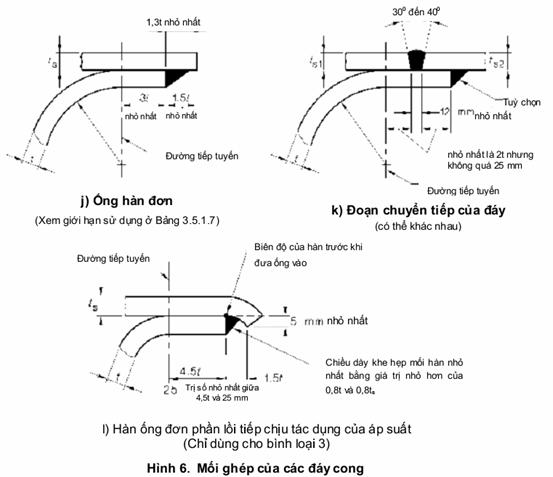 1,3t nhỏ nhất
ts
3t
nhỏ nhất
1.5t
nhỏ nhất
t
Đường tiếp tuyến
j) Ống hàn đơn
(Xem giới hạn sử dụng ở Bảng 3.5.1.7)
30⁰ đến 40⁰
ts1
ts2
Tuỳ chọn
12 mm nhỏ nhất
nhỏ nhất là 2t nhưng
không quá 25 mm
t
Đường tiếp tuyến
k) Đoạn chuyển tiếp của đáy
(có thể khác nhau)
Đường tiếp tuyến
Biên độ của hàn trước khi
đưa ống vào
ts
5 mm nhỏ nhất
t
4.5t
1.5t
25
Trị số nhỏ nhất giữa
4,5t và 25 mm
Chiều dày khe hẹp mối hàn nhỏ
nhất bằng giá trị nhỏ hơn của
0,8t và 0,8ts
l) Hàn ống đơn phần lồi tiếp chịu tác dụng của áp suất
(Chỉ dùng cho bình loại 3)
Hình 6. Mối ghép của các đáy cong